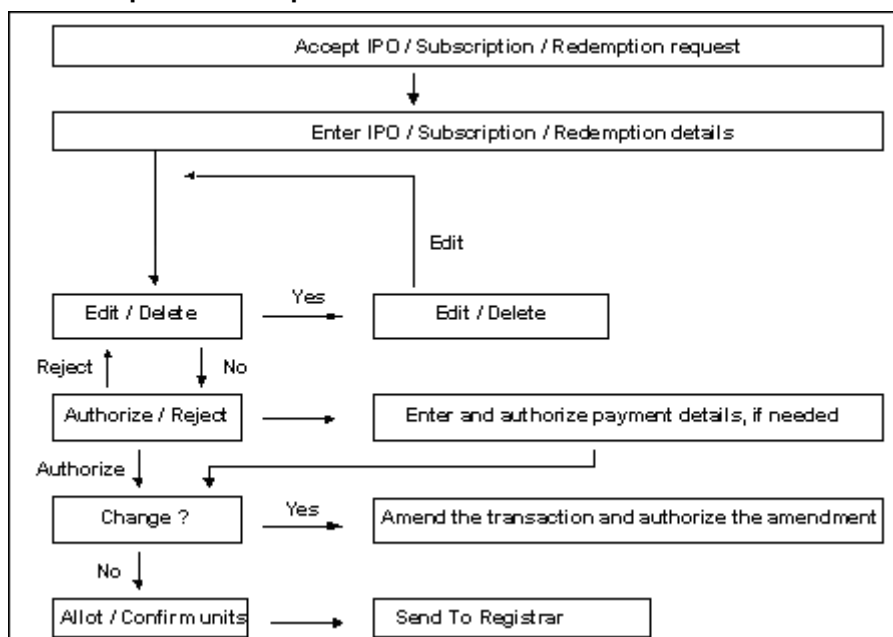 Accept IPO / Subscription / Redemption request
Enter IPO / Subscription / Redemption details
Edit
Edit / Delete
Yes
Edit / Delete
Reject
No
Authorize / Reject
Enter and authorize payment details, if needed
Authorize
Change ?
Yes
Amend the transaction and authorize the amendment
No
Allot / Confirm units
Send To Registrar